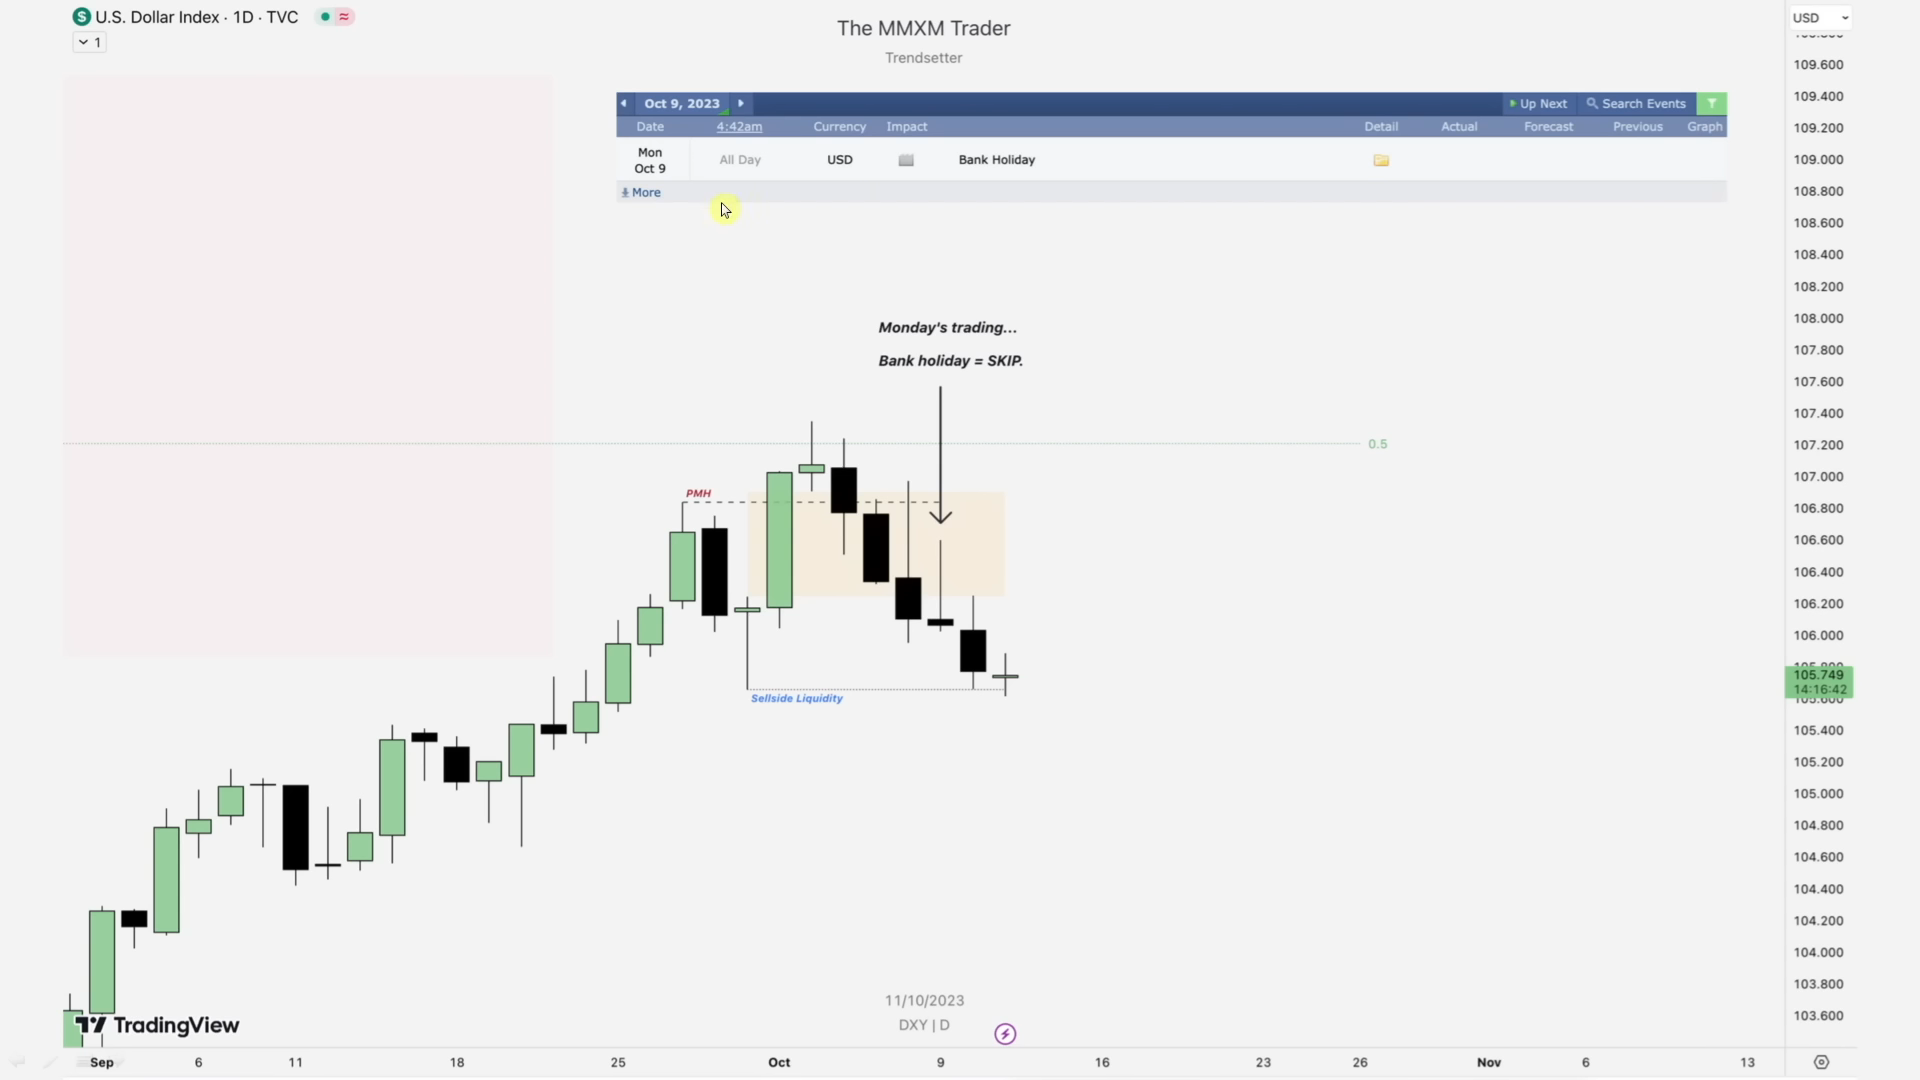 U.S. Dollar Index · 1D · TVC
1
The MMXM Trader
Trendsetter
USD
Oct 9, 2023
Up Next
Search Events
Date 4:42am Currency Impact Detail Actual Forecast Previous Graph
Mon
Oct 9
All Day USD Bank Holiday
More
Monday's trading...
Bank holiday = SKIP.
0.5
PMH
Sellside Liquidity
109.600
109.400
109.200
109.000
108.800
108.600
108.400
108.200
108.000
107.800
107.600
107.400
107.200
107.000
106.800
106.600
106.400
106.200
106.000
105.749
14:16:42
105.400
105.200
105.000
104.800
104.600
104.400
104.200
104.000
103.800
103.600
11/10/2023
DXY | D
TradingView
Sep 6 11 18 25 Oct 9 16 23 26 Nov 6 13